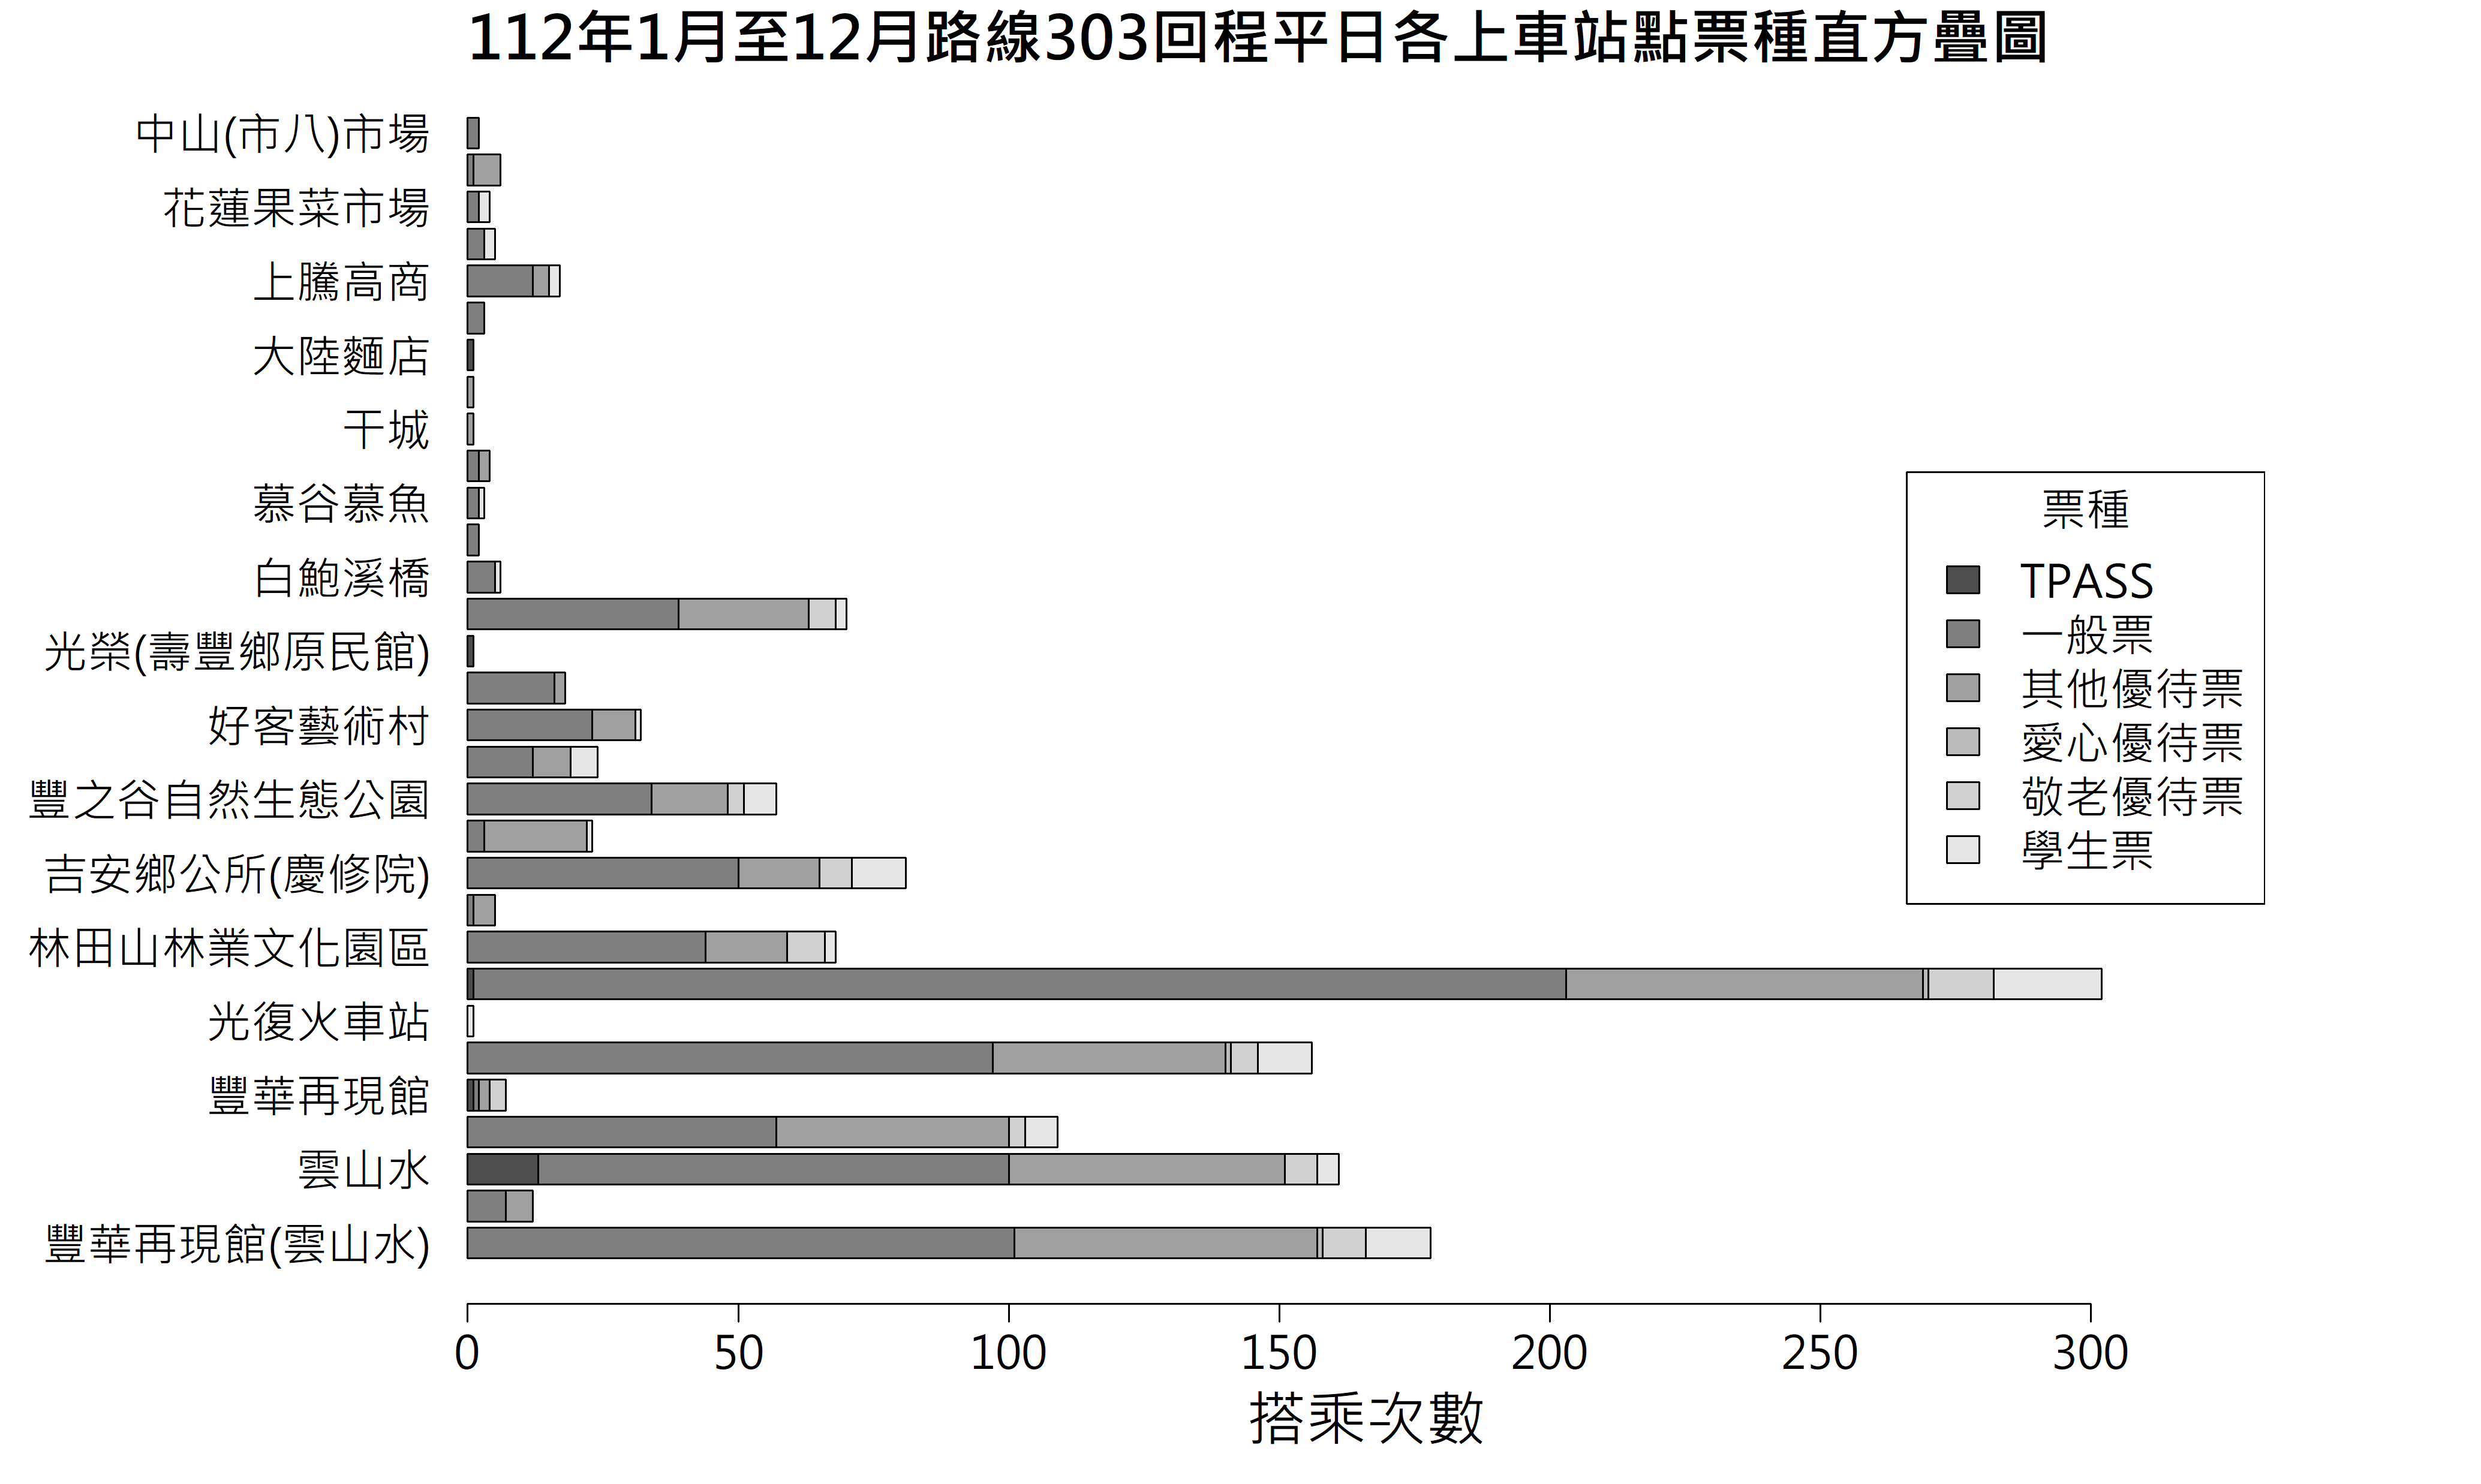 112年1月至12月路線303回程平日各上車站點票種直方疊圖
中山(市八)市場
花蓮果菜市場
上騰高商
大陸麵店
干城
慕谷慕魚
白鮑溪橋
光榮(壽豐鄉原民館)
好客藝術村
豐之谷自然生態公園
吉安鄉公所(慶修院)
林田山林業文化園區
光復火車站
豐華再現館
雲山水
豐華再現館(雲山水)
票種
TPASS
一般票
其他優待票
愛心優待票
敬老優待票
學生票
0 50 100 150 200 250 300
搭乘次數